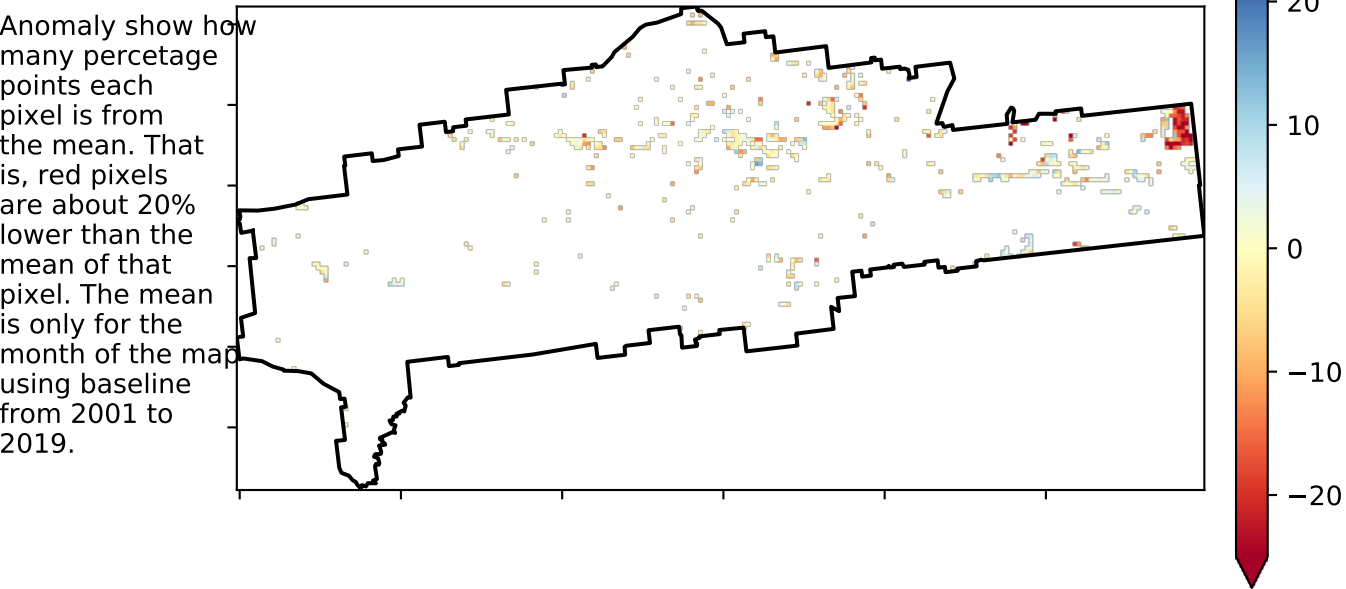 Anomaly show how
many percetage
points each
pixel is from
the mean. That
is, red pixels
are about 20%
lower than the
mean of that
pixel. The mean
is only for the
month of the map
using baseline
from 2001 to
2019.
20
10
0
−10
−20